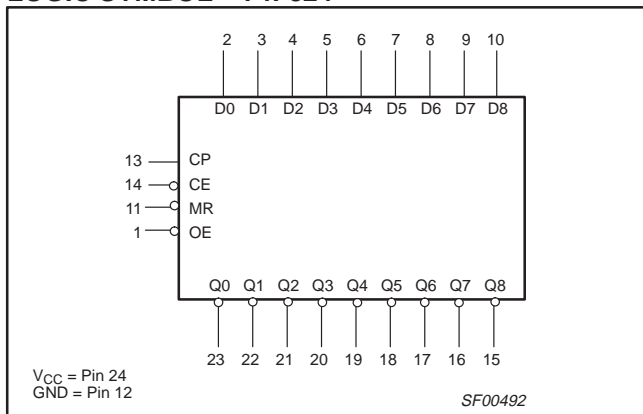 2 3 4 5 6 7 8 9 10
D0 D1 D2 D3 D4 D5 D6 D7 D8
13 CP
14 CE
11 MR
1 OE
Q0 Q1 Q2 Q3 Q4 Q5 Q6 Q7 Q8
23 22 21 20 19 18 17 16 15
VCC = Pin 24
GND = Pin 12
SF00492